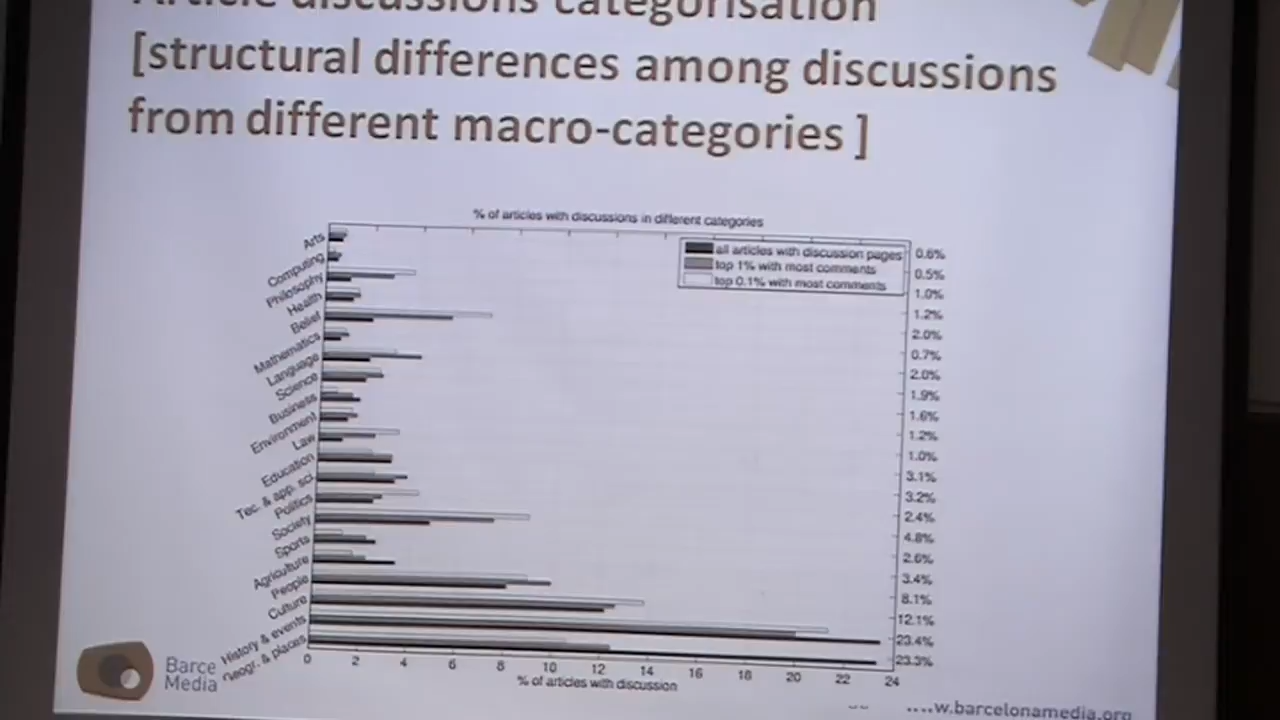 Article discussions categorisation
[structural differences among discussions
from different macro-categories ]
% of articles with discussions in different categories
all articles with discussion pages
top 1% with most comments
top 0.1% with most comments
Arts 0.6%
Computing 0.5%
Philosophy 1.0%
Health 1.2%
Belief 2.0%
Mathematics 0.7%
Language 2.0%
Science 1.9%
Business 1.6%
Environment 1.2%
Law 1.0%
Education 3.1%
Tec. & app. sci. 3.2%
Politics 2.4%
Society 4.8%
Sports 2.6%
Agriculture 3.4%
People 8.1%
Culture 12.1%
History & events 23.4%
& places 23.3%
0 2 4 6 8 10 12 14 16 18 20 22 24
% of articles with discussion
Barce
Media
w.barcelonamedia.org